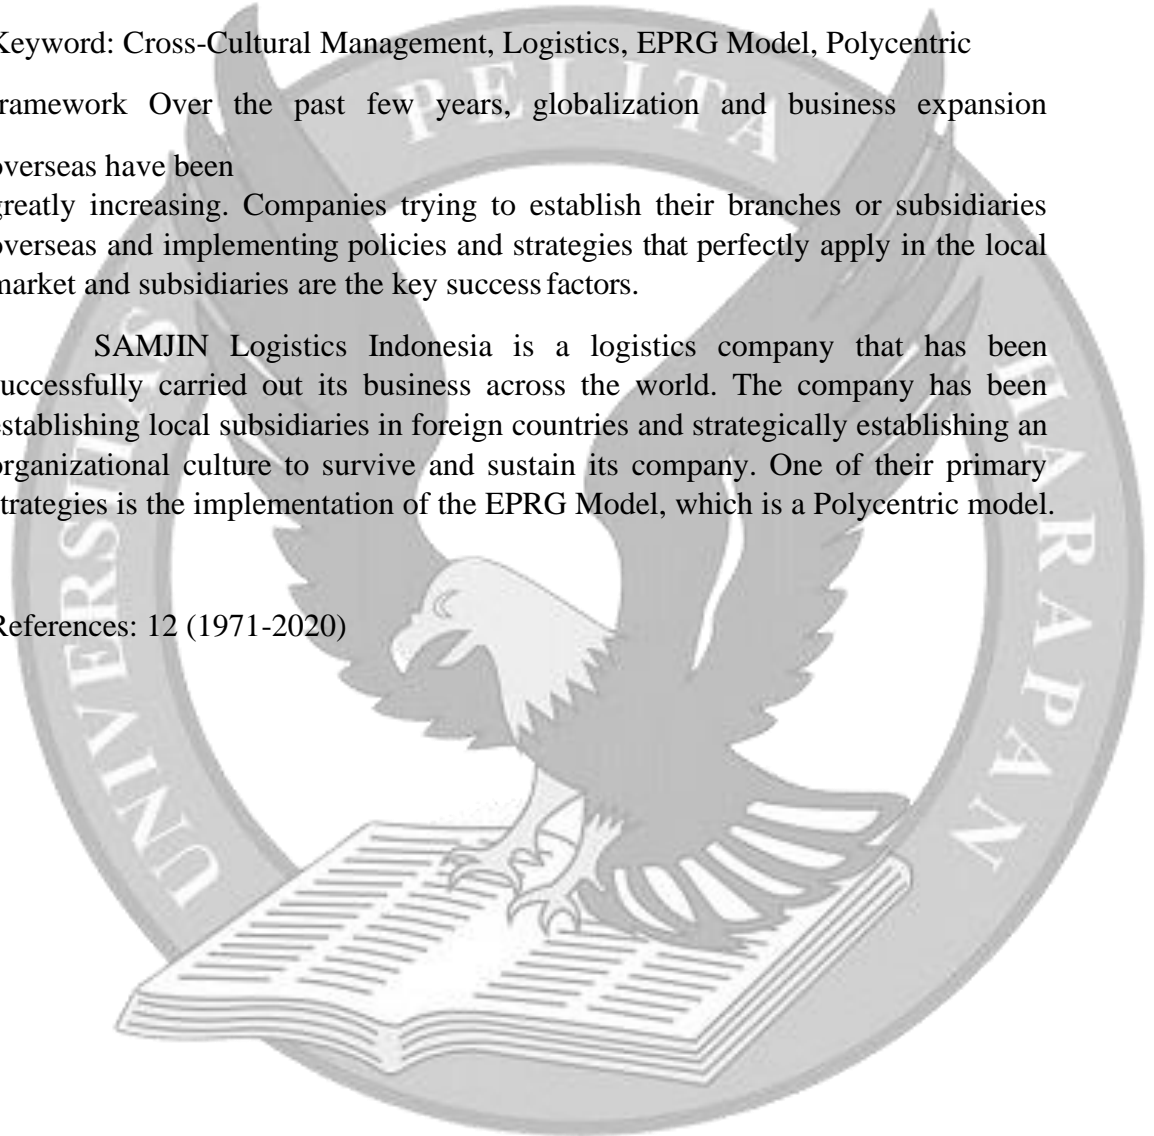 Keyword: Cross-Cultural Management, Logistics, EPRG Model, Polycentric
framework Over the past few years, globalization and business expansion
overseas have been
greatly increasing. Companies trying to establish their branches or subsidiaries
overseas and implementing policies and strategies that perfectly apply in the local
market and subsidiaries are the key success factors.
SAMJIN Logistics Indonesia is a logistics company that has been
successfully carried out its business across the world. The company has been
establishing local subsidiaries in foreign countries and strategically establishing an
organizational culture to survive and sustain its company. One of their primary
strategies is the implementation of the EPRG Model, which is a Polycentric model.
References: 12 (1971-2020)
UNIVERSITAS PELITA HARAPAN